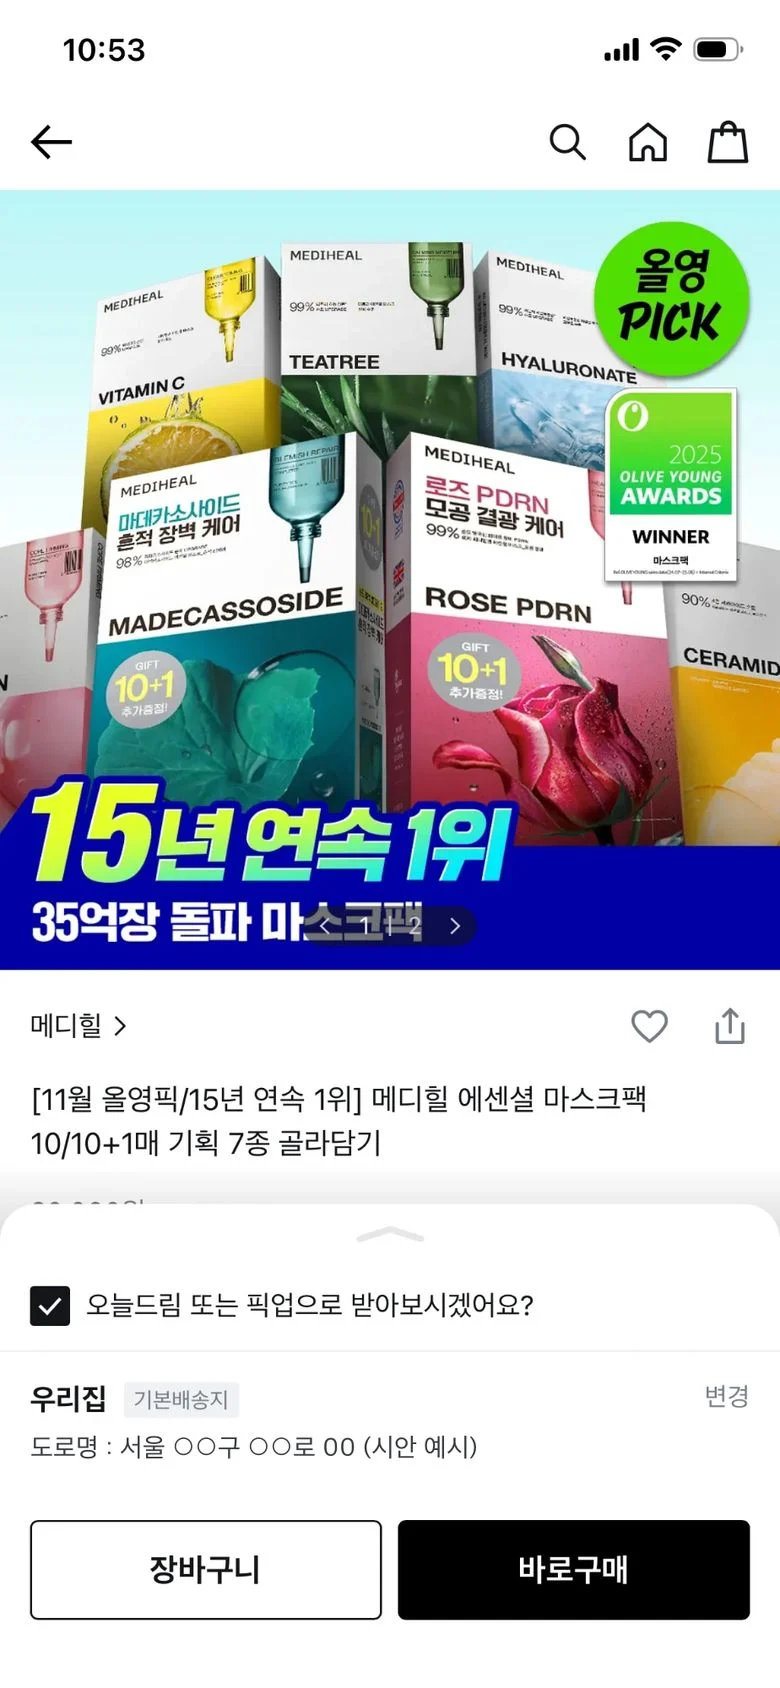 10:53
올영
PICK
MEDIHEAL
99%
VITAMIN C
MEDIHEAL
99%
TEATREE
MEDIHEAL
99%
HYALURONATE
2025
OLIVE YOUNG
AWARDS
WINNER
마스크팩
MEDIHEAL
마데카소사이드
흔적 장벽 케어
98%
BLEMISH REPAIR
MADECASSOSIDE
GIFT
10+1
추가증정!
MEDIHEAL
로즈 PDRN
모공 결광 케어
99%
ROSE PDRN
GIFT
10+1
추가증정!
90%
CERAMID
N
15년 연속 1위
35억장 돌파 마스크팩
1 | 2
메디힐
[11월 올영픽/15년 연속 1위] 메디힐 에센셜 마스크팩
10/10+1매 기획 7종 골라담기
오늘드림 또는 픽업으로 받아보시겠어요?
우리집 기본배송지 변경
도로명 : 서울 ○○구 ○○로 00 (시안 예시)
장바구니 바로구매